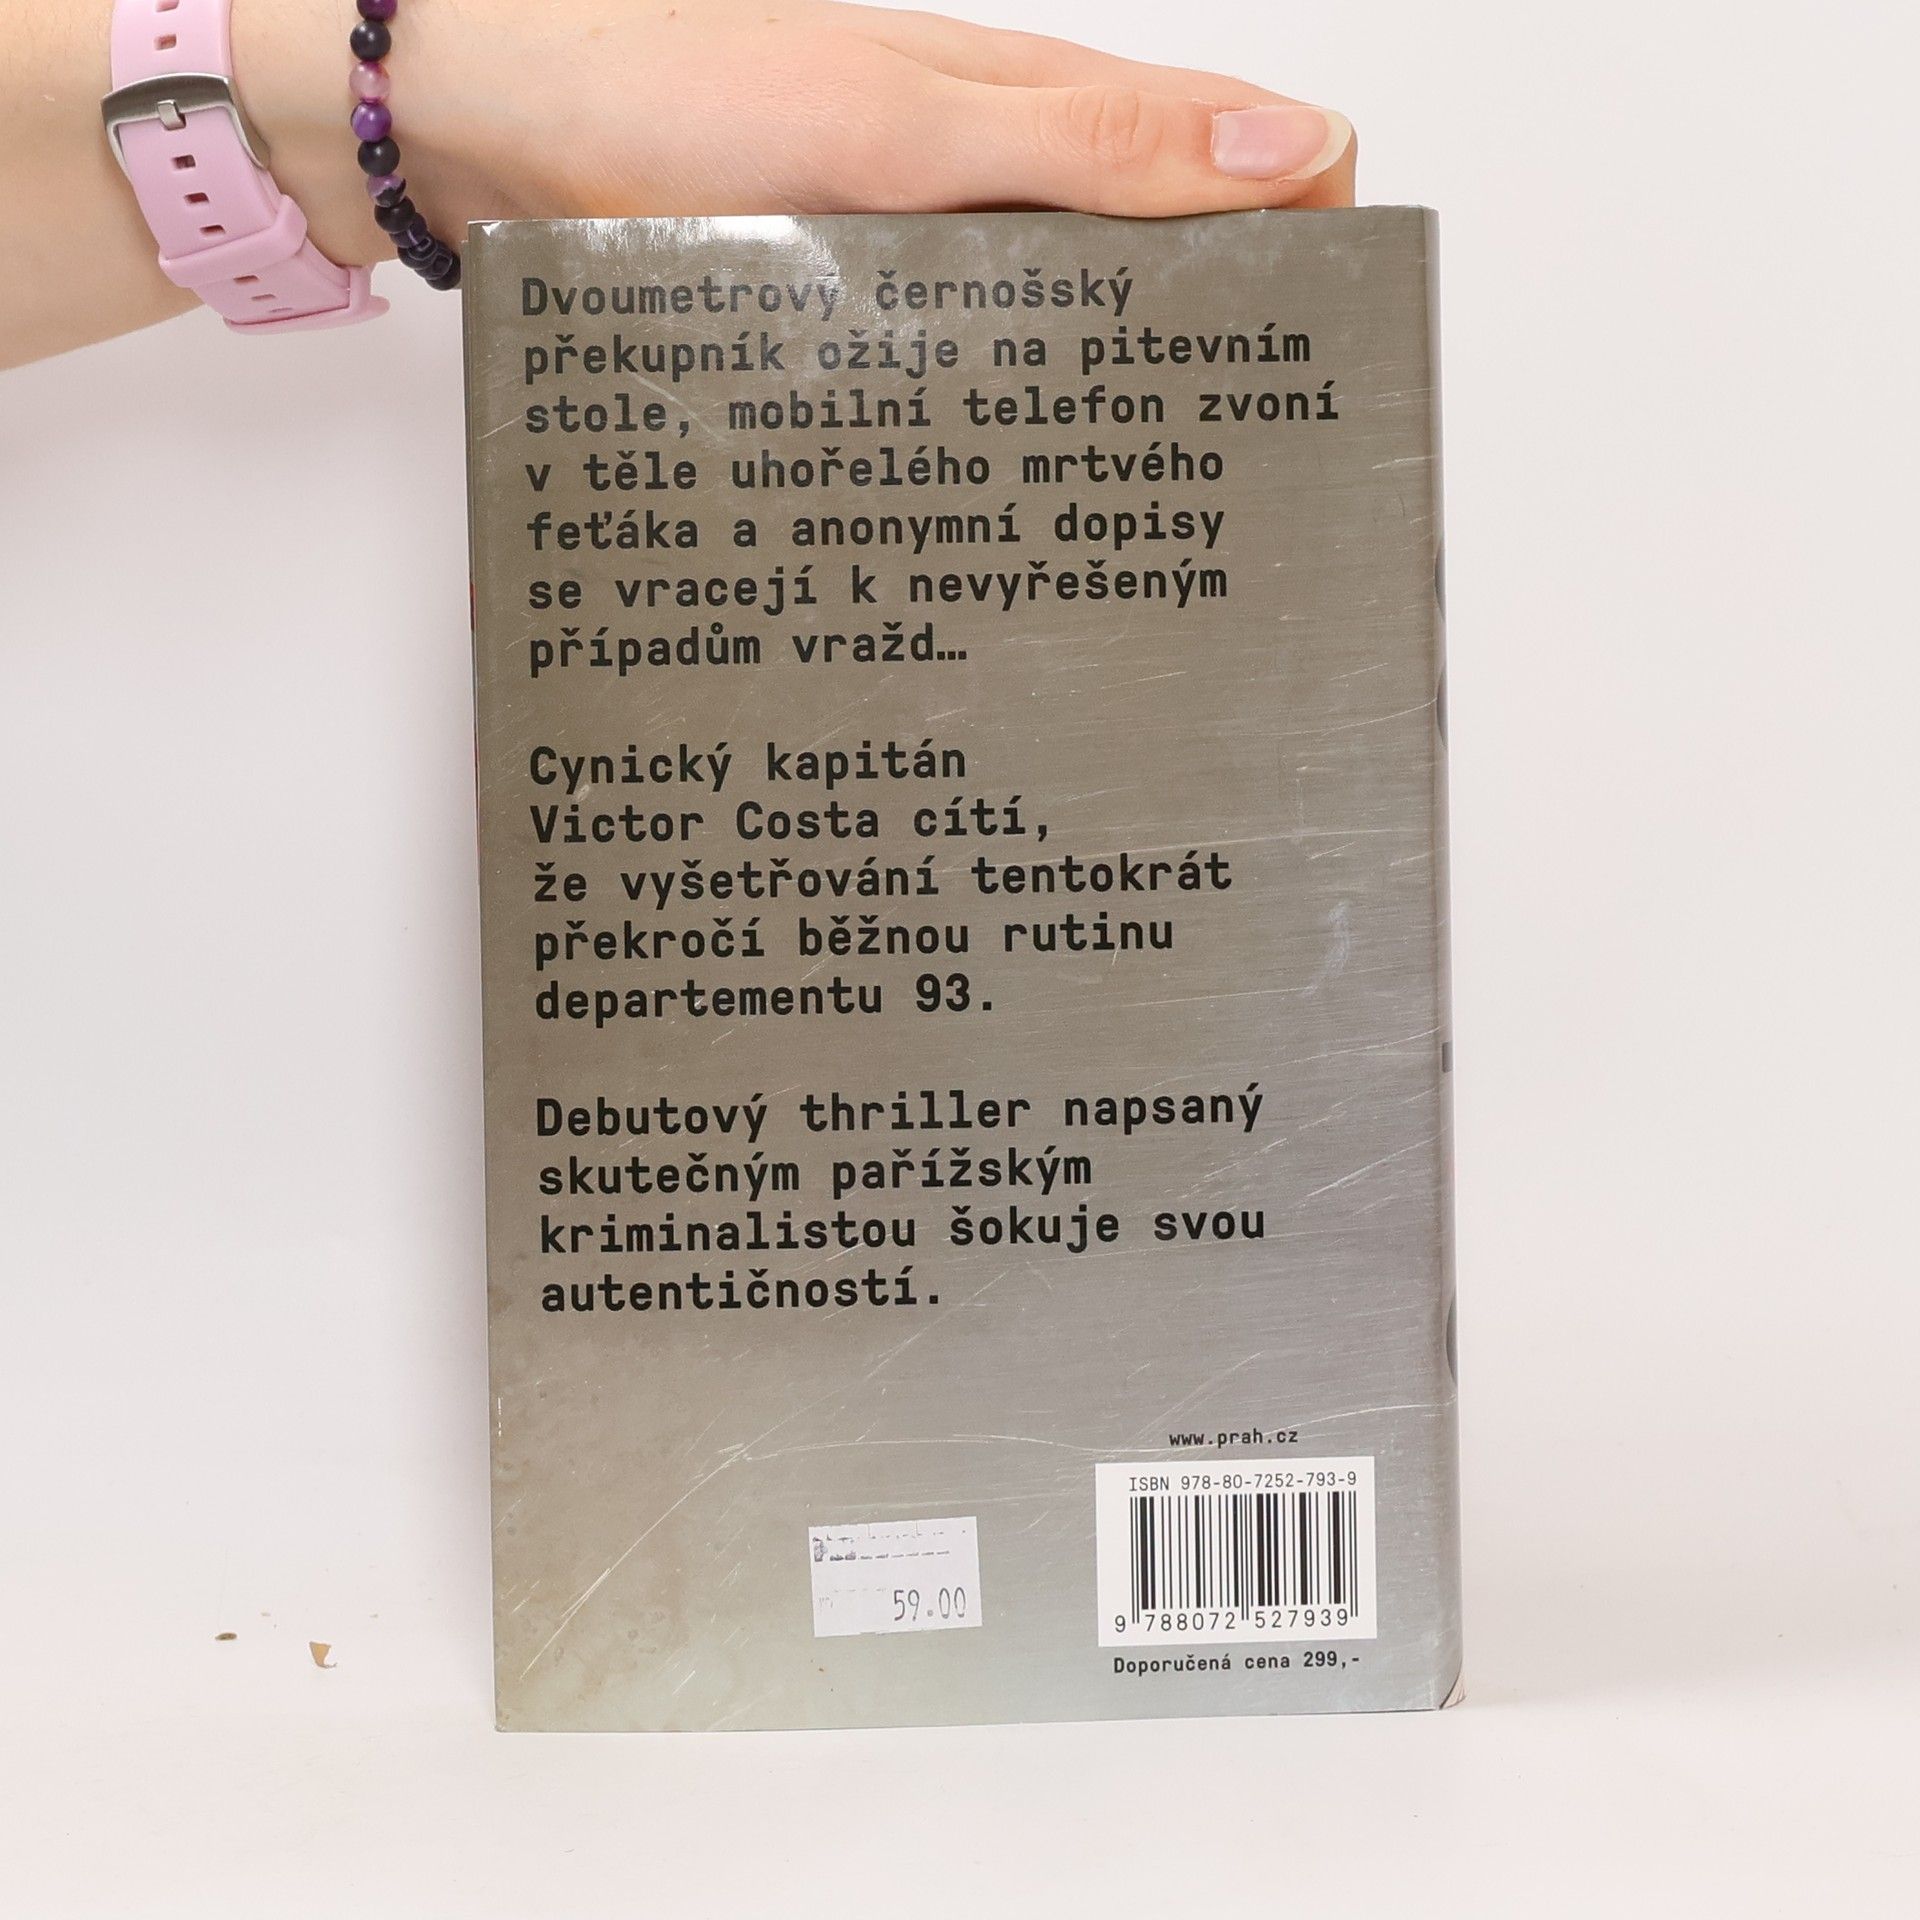 Dvoumetrový černošský
překupník ožije na pitevním
stole, mobilní telefon zvoní
v těle uhořelého mrtvého
feťáka a anonymní dopisy
se vracejí k nevyřešeným
případům vražd…
Cynický kapitán
Victor Costa cítí,
že vyšetřování tentokrát
překročí běžnou rutinu
departementu 93.
Debutový thriller napsaný
skutečným pařížským
kriminalistou šokuje svou
autentičností.
www.prah.cz
ISBN 978-80-7252-793-9
9 788072 527939
59.00
Doporučená cena 299,-